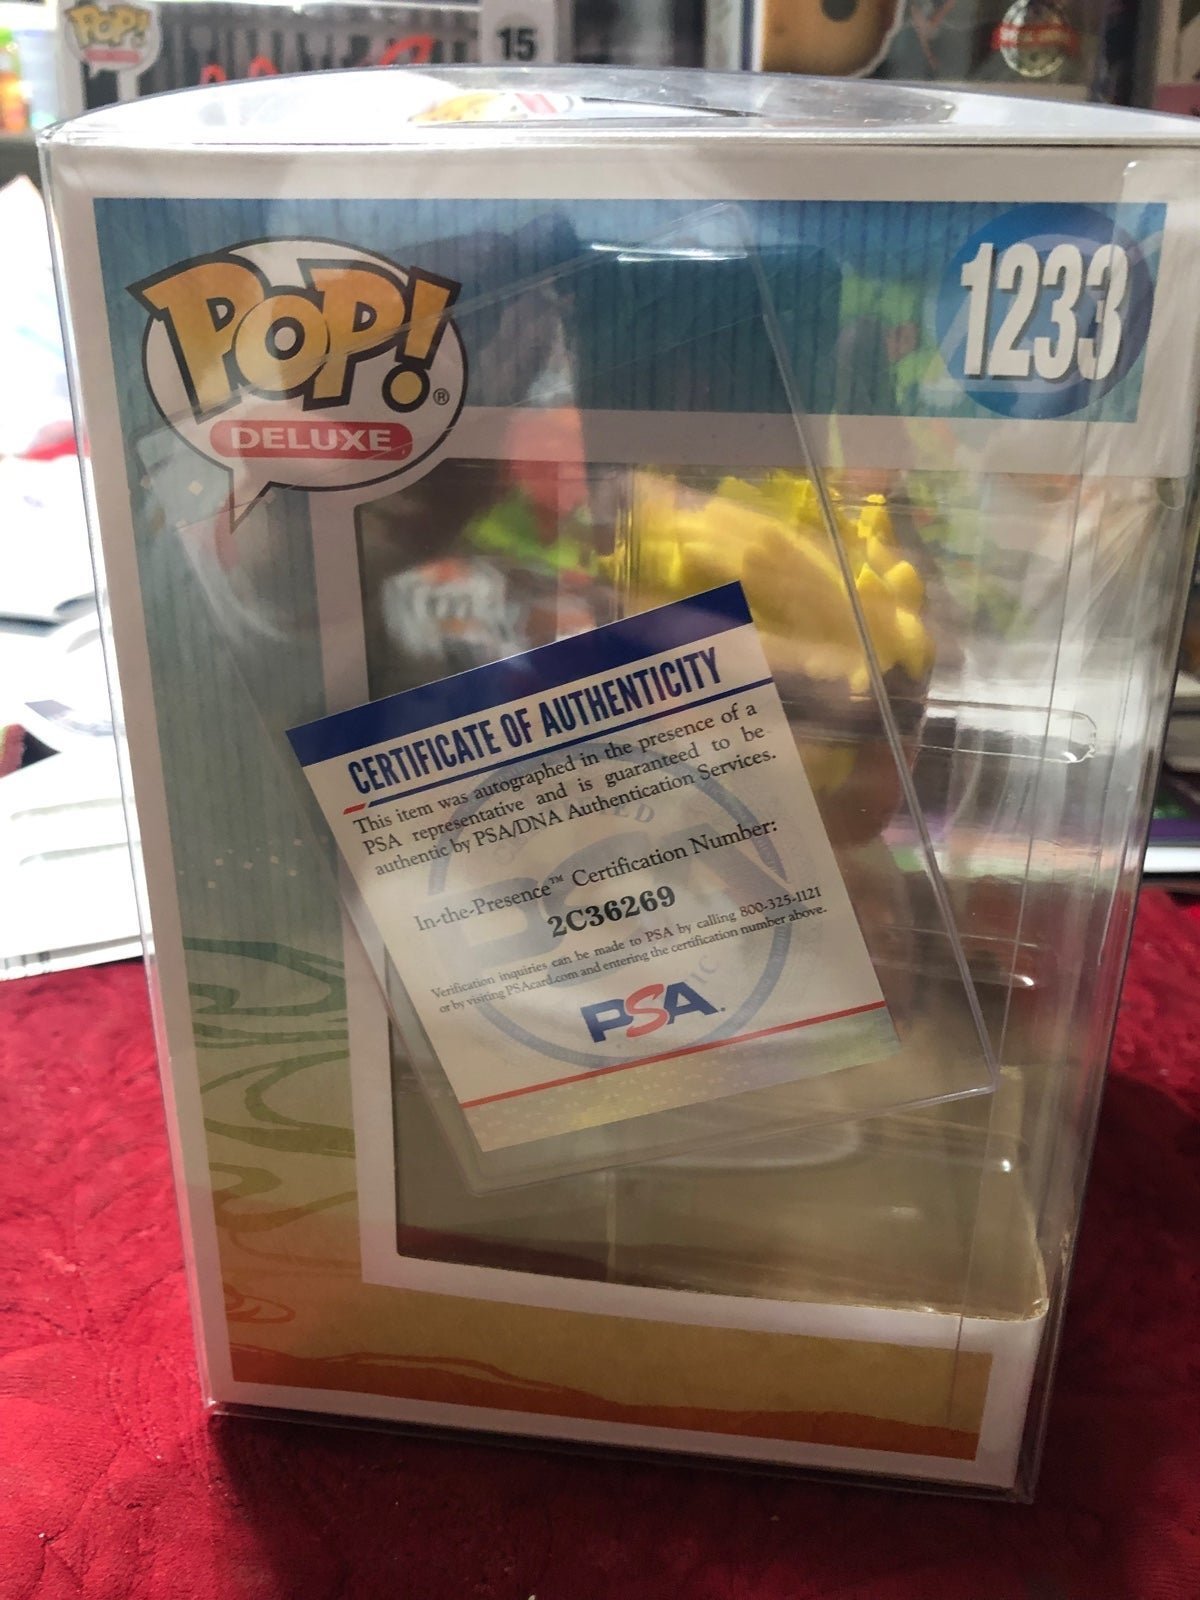 POP!
15
POP!®
DELUXE
1233
CERTIFICATE OF AUTHENTICITY
This item was autographed in the presence of a
PSA representative and is guaranteed to be
authentic by PSA/DNA Authentication Services.
In-the-Presence™ Certification Number:
2C36269
Verification inquiries can be made to PSA by calling 800-325-1121
or by visiting PSAcard.com and entering the certification number above.
PSA.